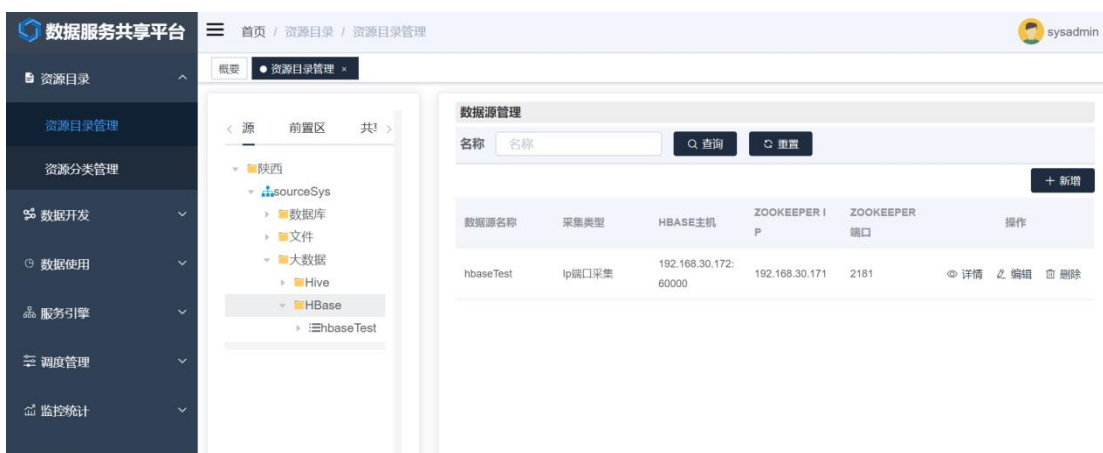 数据服务共享平台
首页 / 资源目录 / 资源目录管理
sysadmin
概要
资源目录管理 ×
资源目录
资源目录管理
资源分类管理
数据开发
数据使用
服务引擎
调度管理
监控统计
源 前置区
陕西
sourceSys
数据库
文件
大数据
Hive
HBase
hbaseTest
数据源管理
名称 名称 查询 重置
+ 新增
数据源名称 采集类型 HBASE主机 ZOOKEEPER I
P ZOOKEEPER
端口 操作
hbaseTest Ip端口采集 192.168.30.172:
60000 192.168.30.171 2181 详情 编辑 删除